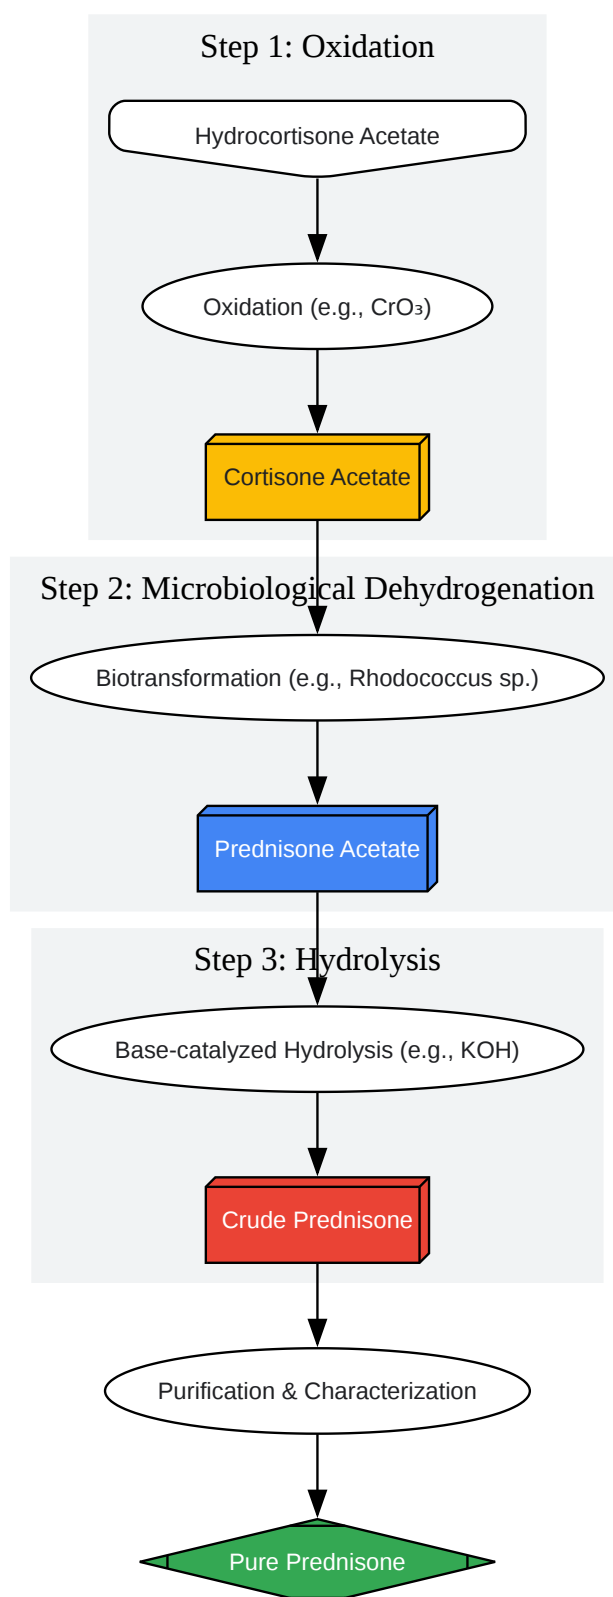 Step 1: Oxidation
Hydrocortisone Acetate
Oxidation (e.g., CrO₃)
Cortisone Acetate
Step 2: Microbiological Dehydrogenation
Biotransformation (e.g., Rhodococcus sp.)
Prednisone Acetate
Step 3: Hydrolysis
Base-catalyzed Hydrolysis (e.g., KOH)
Crude Prednisone
Purification & Characterization
Pure Prednisone